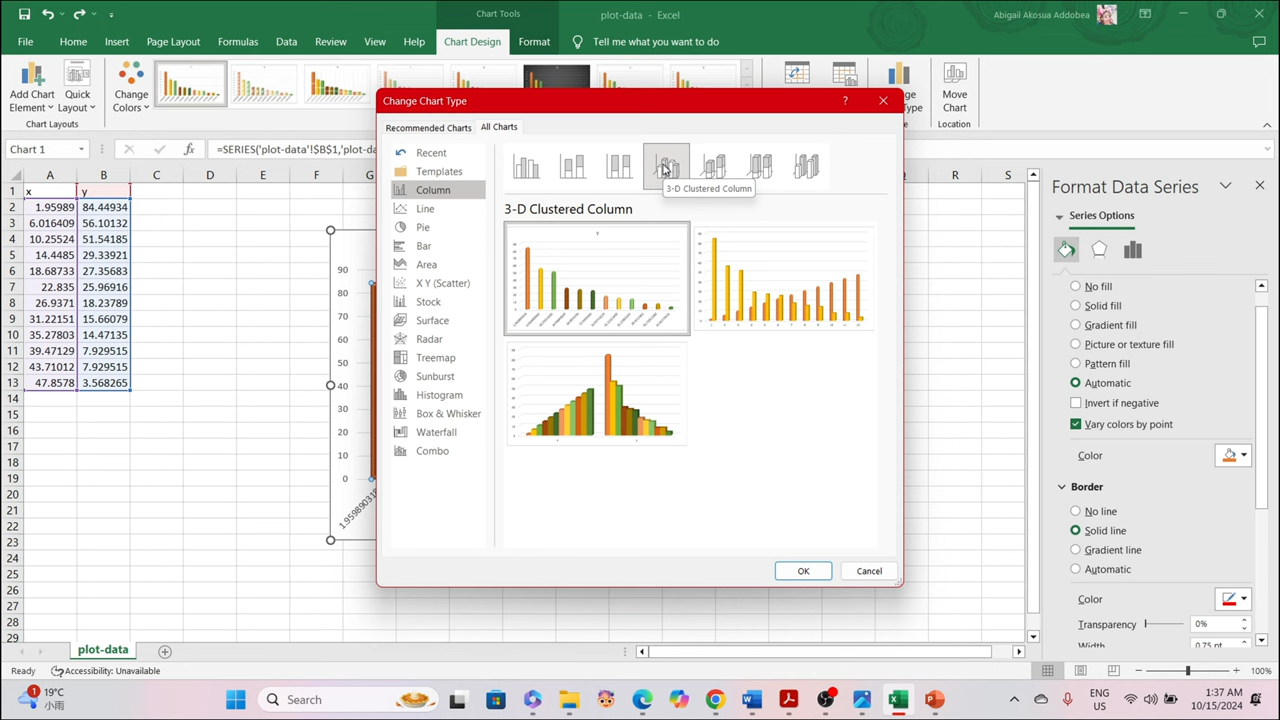 Chart Tools
plot-data - Excel
Abigail Akosua Addobea
File Home Insert Page Layout Formulas Data Review View Help Chart Design Format Tell me what you want to do
Add Chart Element
Quick Layout
Change Colors
Chart Layouts
Move Chart
Location
Chart 1
=SERIES('plot-data'!$B$1,'plot-da
A B C D E F G R
x y
1 2 3 4 5 6 7 8 9 10 11 12 13 14 15 16 17 18 19 20 21 22 23 24 25 26 27 28 29
1.95989 84.44934
6.016409 56.10132
10.25524 51.54185
14.4485 29.33921
18.68733 27.35683
22.835 25.96916
26.9371 18.23789
31.22151 15.66079
35.27803 14.47135
39.47129 7.929515
43.71012 7.929515
47.8578 3.568265
90
80
70
60
50
40
30
20
10
0
Change Chart Type
?
Recommended Charts All Charts
Recent
Templates
Column
Line
Pie
Bar
Area
X Y (Scatter)
Stock
Surface
Radar
Treemap
Sunburst
Histogram
Box & Whisker
Waterfall
Combo
3-D Clustered Column
3-D Clustered Column
OK Cancel
Format Data Series
Series Options
No fill
Solid fill
Gradient fill
Picture or texture fill
Pattern fill
Automatic
Invert if negative
Vary colors by point
Color
Border
No line
Solid line
Gradient line
Automatic
Color
Transparency 0%
Width 0.75 pt
plot-data
Ready Accessibility: Unavailable
100%
1
19°C
小雨
Search
ENG
US
1:37 AM
10/15/2024